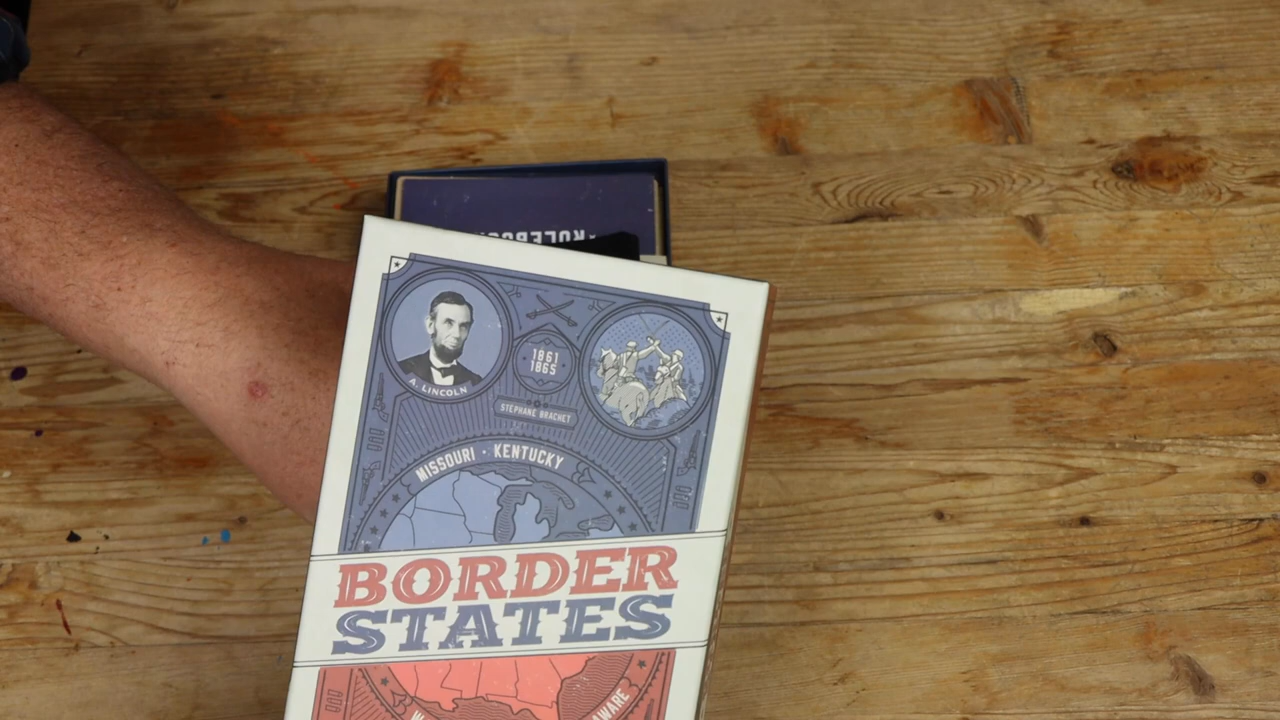 A. LINCOLN
1861
1865
STEPHANE BRACHET
MISSOURI · KENTUCKY
BORDER
STATES